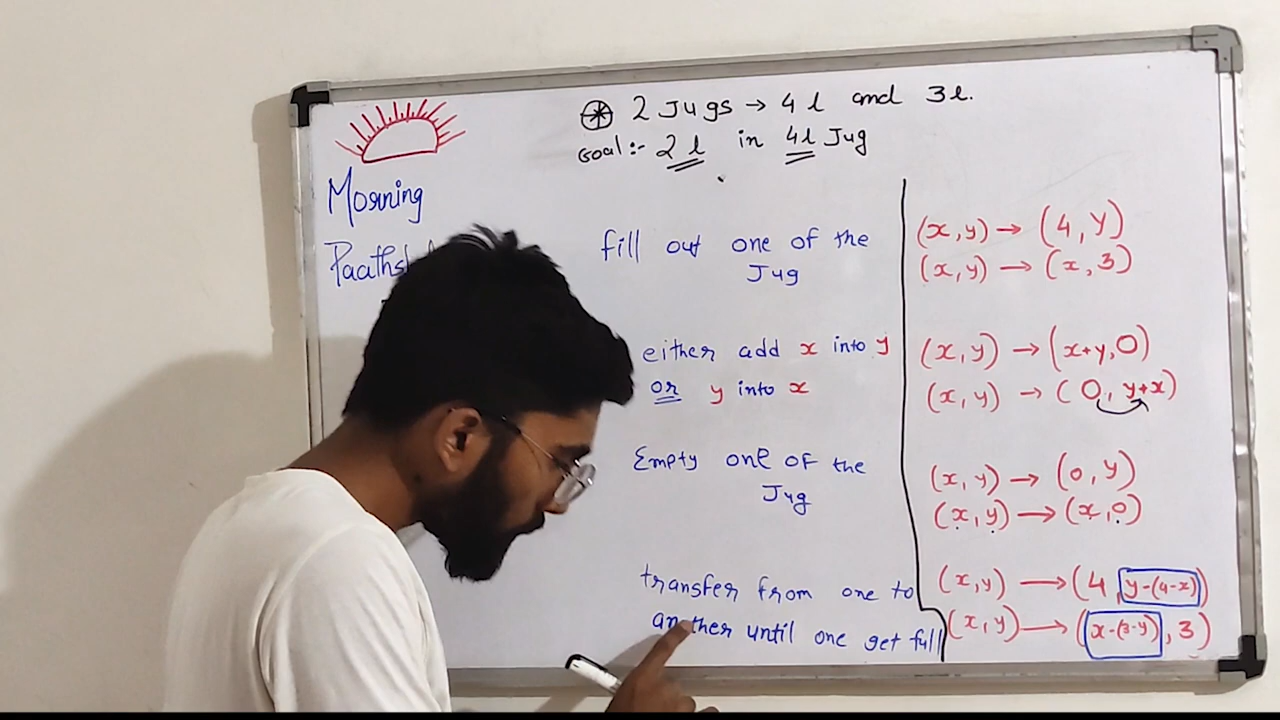 ⊛ 2 Jugs → 4 l and 3 l.
Goal :- 2 l in 4l Jug
Morning
fill out one of the
Jug
(x, y) → (4, y)
(x, y) → (x, 3)
either add x into y
or y into x
(x, y) → (x+y, 0)
(x, y) → (0, y+x)
Empty one of the
Jug
(x, y) → (0, y)
(x, y) → (x, 0)
transfer from one to
another until one get full
(x, y) → (4, y-(4-x))
(x, y) → (x-(3-y), 3)